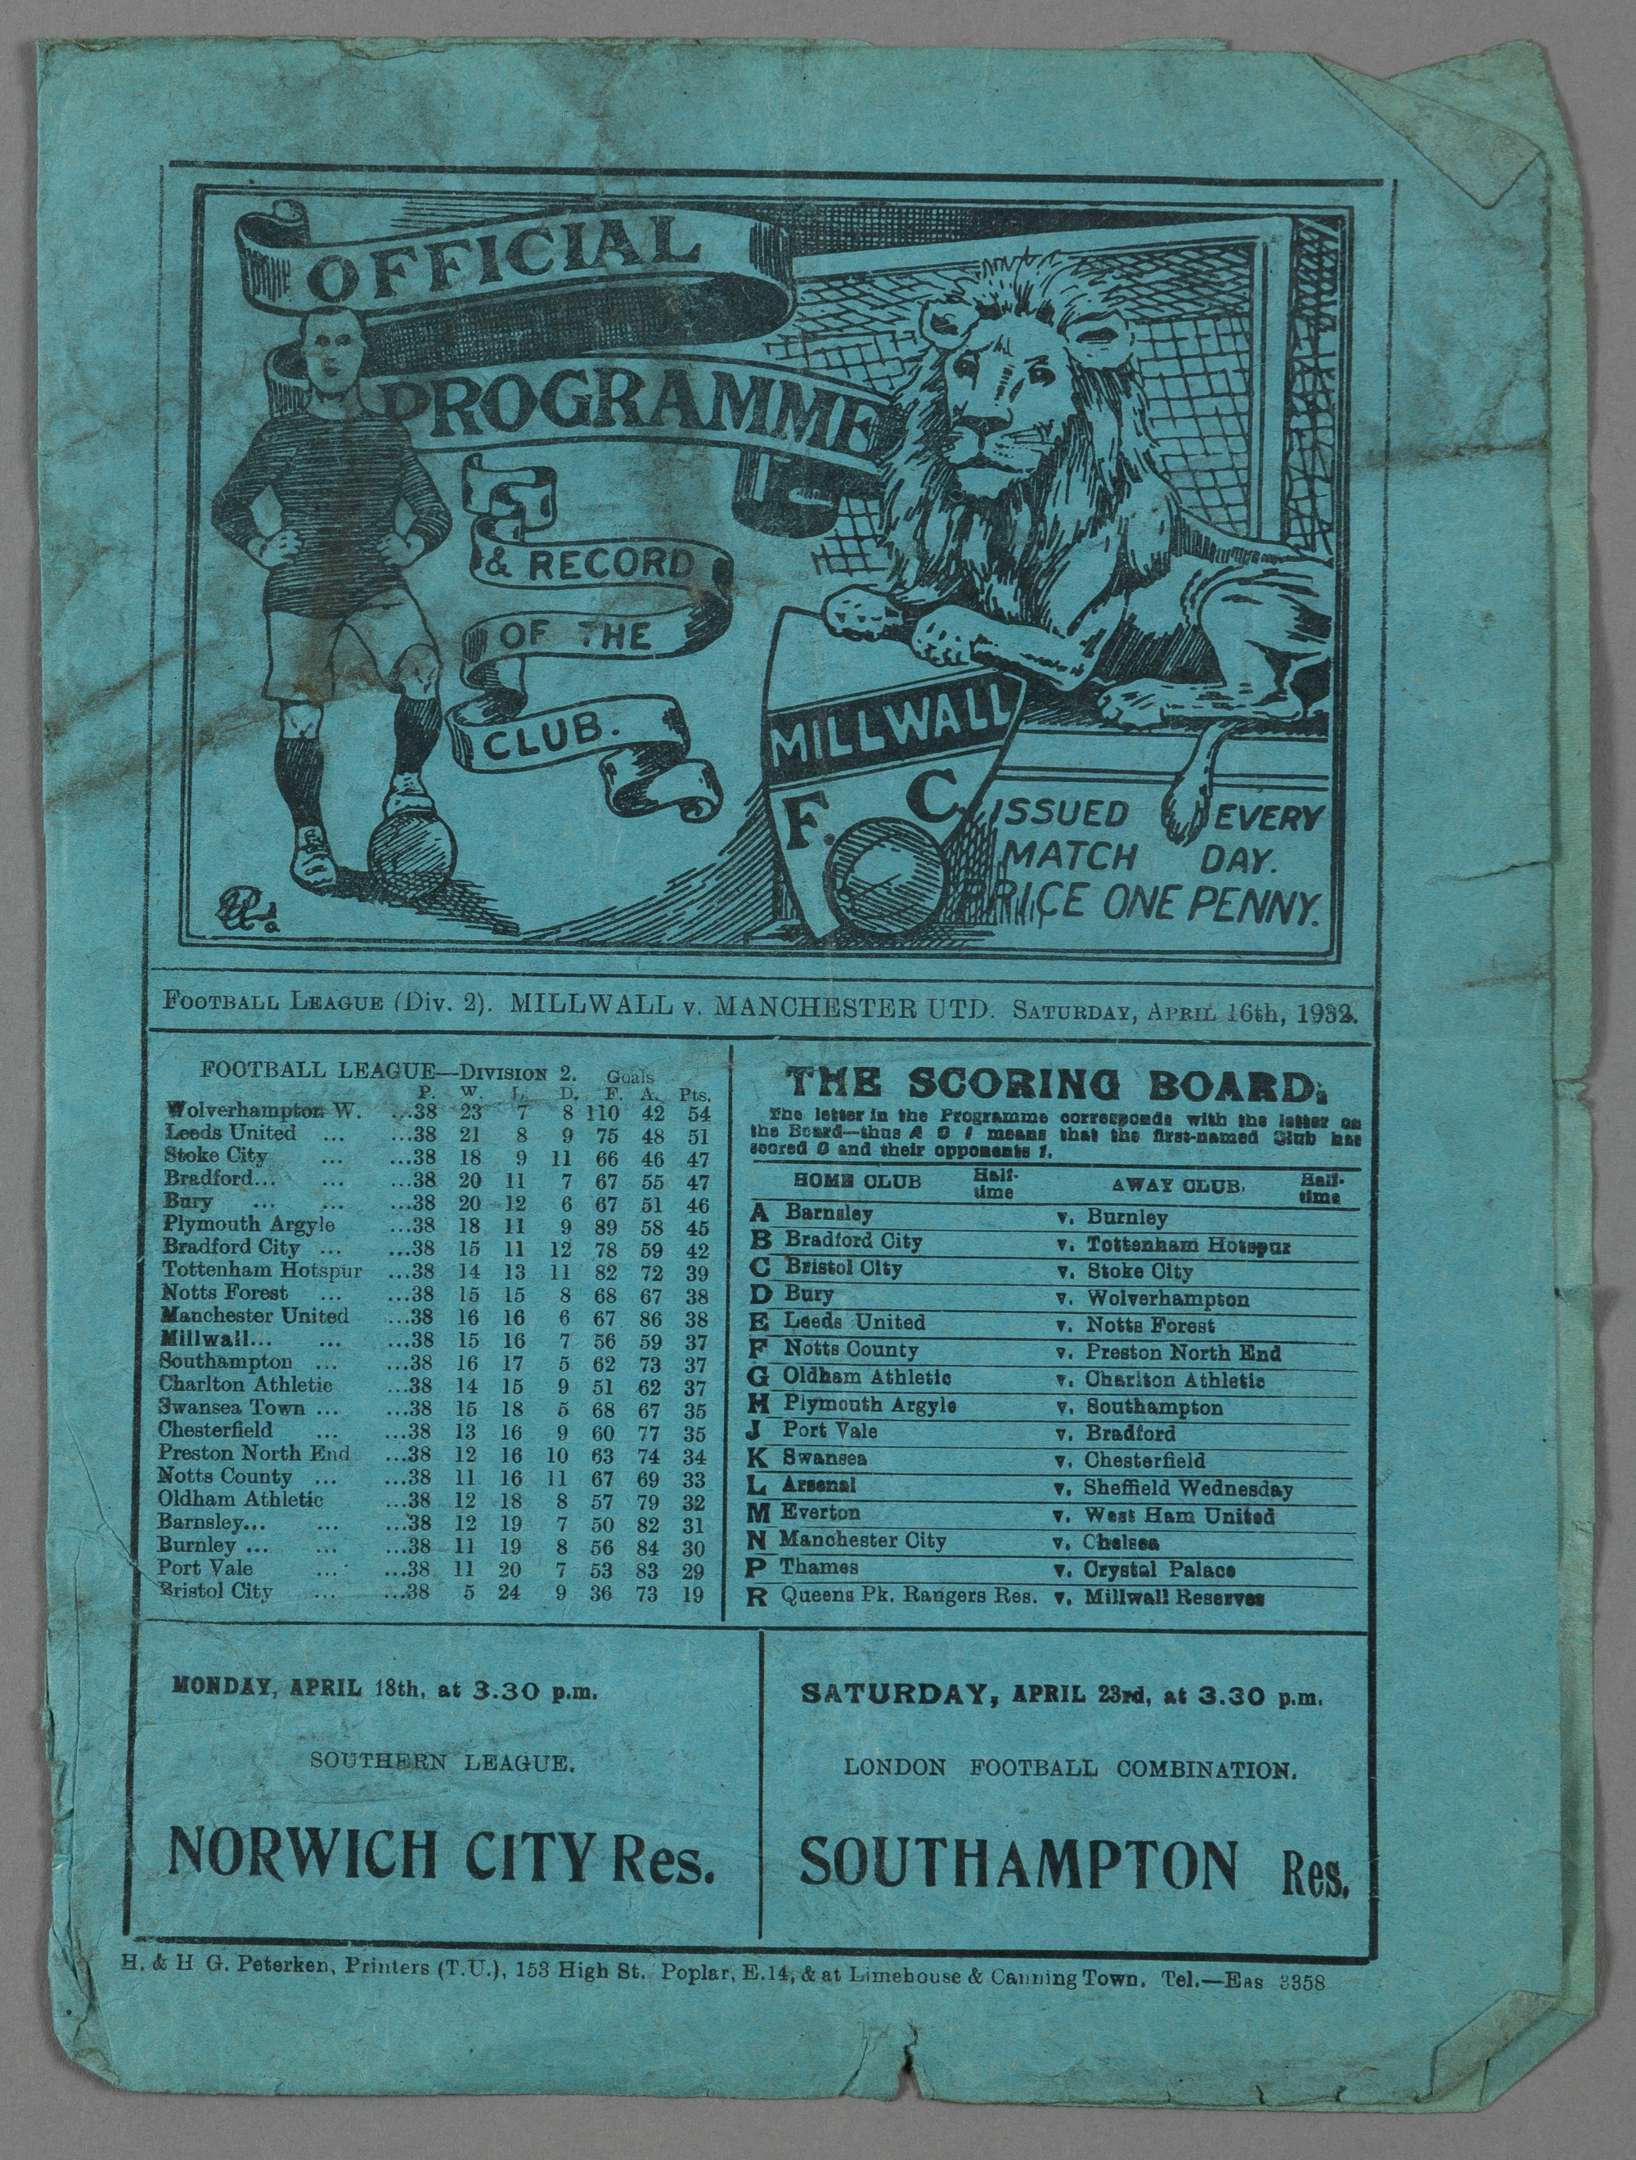 OFFICIAL
PROGRAMME
& RECORD
OF THE
CLUB.
MILLWALL
F. C.
ISSUED EVERY
MATCH DAY.
PRICE ONE PENNY.
FOOTBALL LEAGUE (Div. 2). MILLWALL v. MANCHESTER UTD. SATURDAY, APRIL 16th, 1932.
FOOTBALL LEAGUE—DIVISION 2. Goals
P. W. L. D. F. A. Pts.
Wolverhampton W. ...38 23 7 8 110 42 54
Leeds United ... ...38 21 8 9 75 48 51
Stoke City ... ...38 18 9 11 66 46 47
Bradford... ... ...38 20 11 7 67 55 47
Bury ... ... ...38 20 12 6 67 51 46
Plymouth Argyle ...38 18 11 9 89 58 45
Bradford City ... ...38 15 11 12 78 59 42
Tottenham Hotspur ...38 14 13 11 82 72 39
Notts Forest ... ...38 15 15 8 68 67 38
Manchester United ...38 16 16 6 67 86 38
Millwall... ... ...38 15 16 7 56 59 37
Southampton ... ...38 16 17 5 62 73 37
Charlton Athletic ...38 14 15 9 51 62 37
Swansea Town ... ...38 15 18 5 68 67 35
Chesterfield ... ...38 13 16 9 60 77 35
Preston North End ...38 12 16 10 63 74 34
Notts County ... ...38 11 16 11 67 69 33
Oldham Athletic ...38 12 18 8 57 79 32
Barnsley... ... ...38 12 19 7 50 82 31
Burnley ... ... ...38 11 19 8 56 84 30
Port Vale ... ...38 11 20 7 53 83 29
Bristol City ... ...38 5 24 9 36 73 19
THE SCORING BOARD.
The letter in the Programme corresponds with the letter on
the Board—thus A 0 1 means that the first-named Club has
scored 0 and their opponents 1.
HOME CLUB Half-time AWAY CLUB. Half-time
A Barnsley v. Burnley
B Bradford City v. Tottenham Hotspur
C Bristol City v. Stoke City
D Bury v. Wolverhampton
E Leeds United v. Notts Forest
F Notts County v. Preston North End
G Oldham Athletic v. Charlton Athletic
H Plymouth Argyle v. Southampton
J Port Vale v. Bradford
K Swansea v. Chesterfield
L Arsenal v. Sheffield Wednesday
M Everton v. West Ham United
N Manchester City v. Chelsea
P Thames v. Crystal Palace
R Queens Pk. Rangers Res. v. Millwall Reserves
MONDAY, APRIL 18th, at 3.30 p.m.
SOUTHERN LEAGUE.
NORWICH CITY Res.
SATURDAY, APRIL 23rd, at 3.30 p.m.
LONDON FOOTBALL COMBINATION.
SOUTHAMPTON Res.
H. & H G. Peterken, Printers (T.U.), 153 High St. Poplar, E.14, & at Limehouse & Canning Town. Tel.—Eas 3358